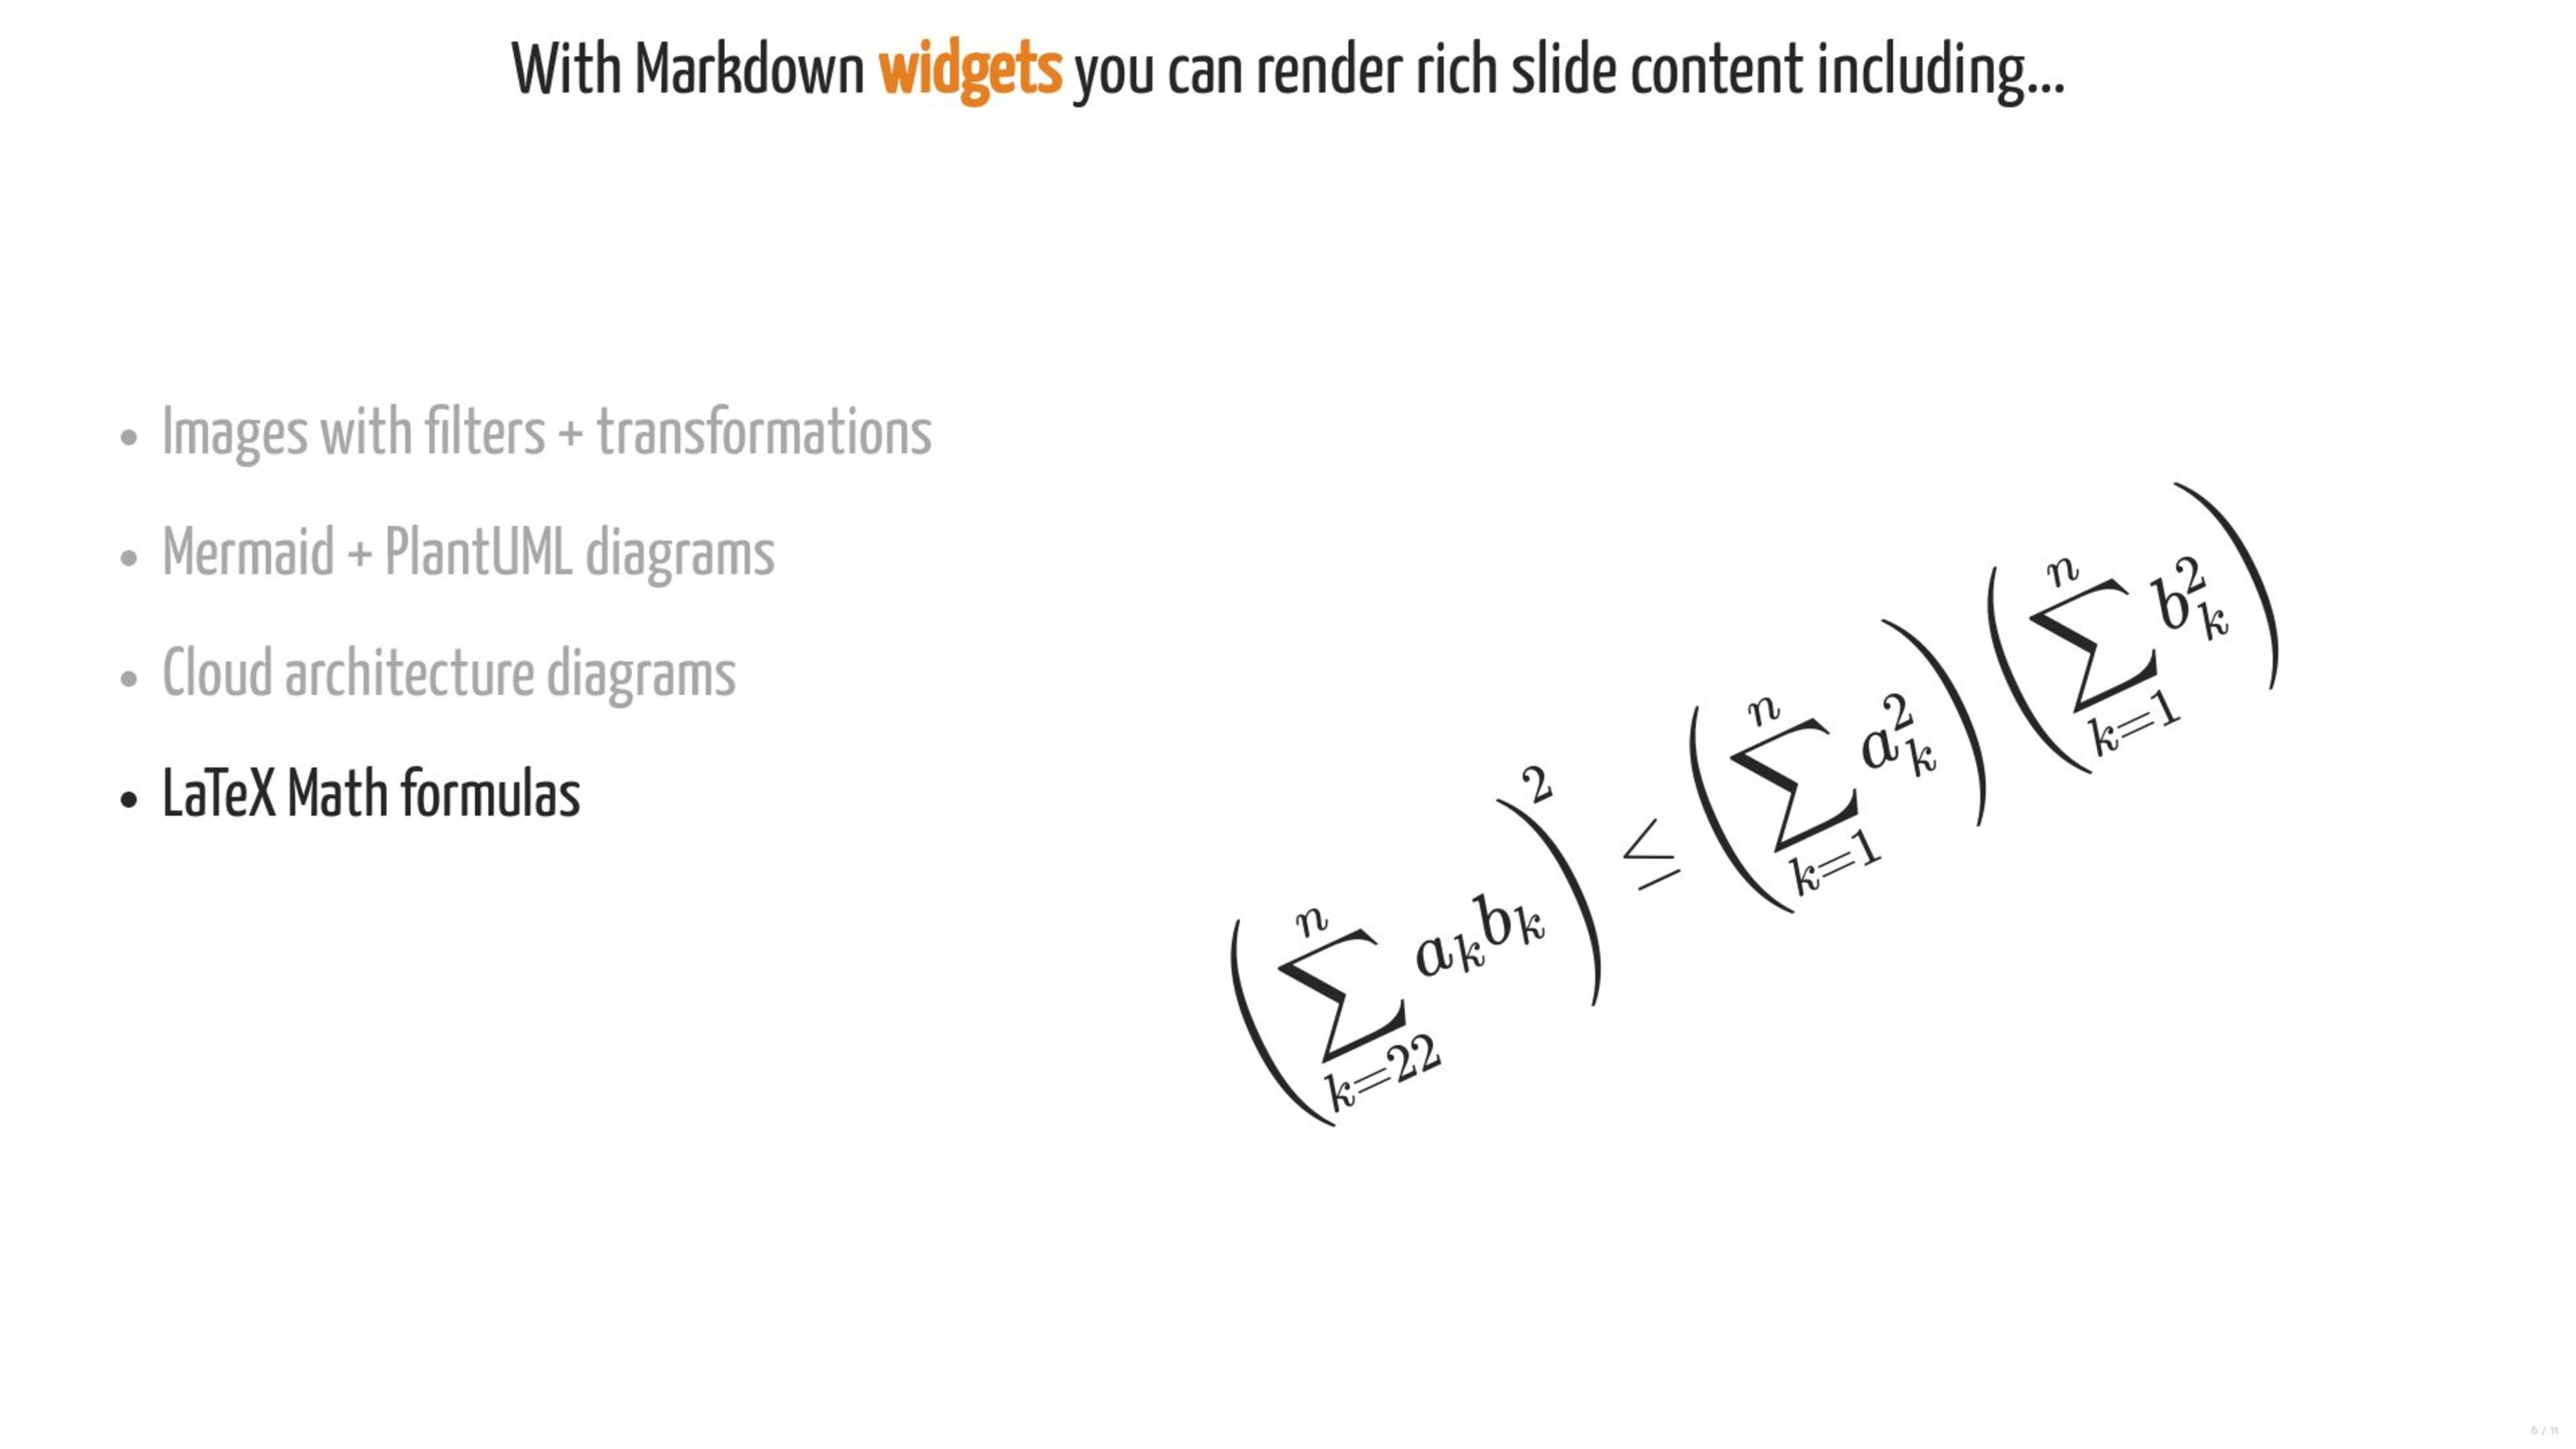 With Markdown widgets you can render rich slide content including...
• Images with filters + transformations
• Mermaid + PlantUML diagrams
• Cloud architecture diagrams
• LaTeX Math formulas
$\left( \sum_{k=22}^{n} a_k b_k \right)^2 \leq \left( \sum_{k=1}^{n} a_k^2 \right) \left( \sum_{k=1}^{n} b_k^2 \right)$
6 / 11